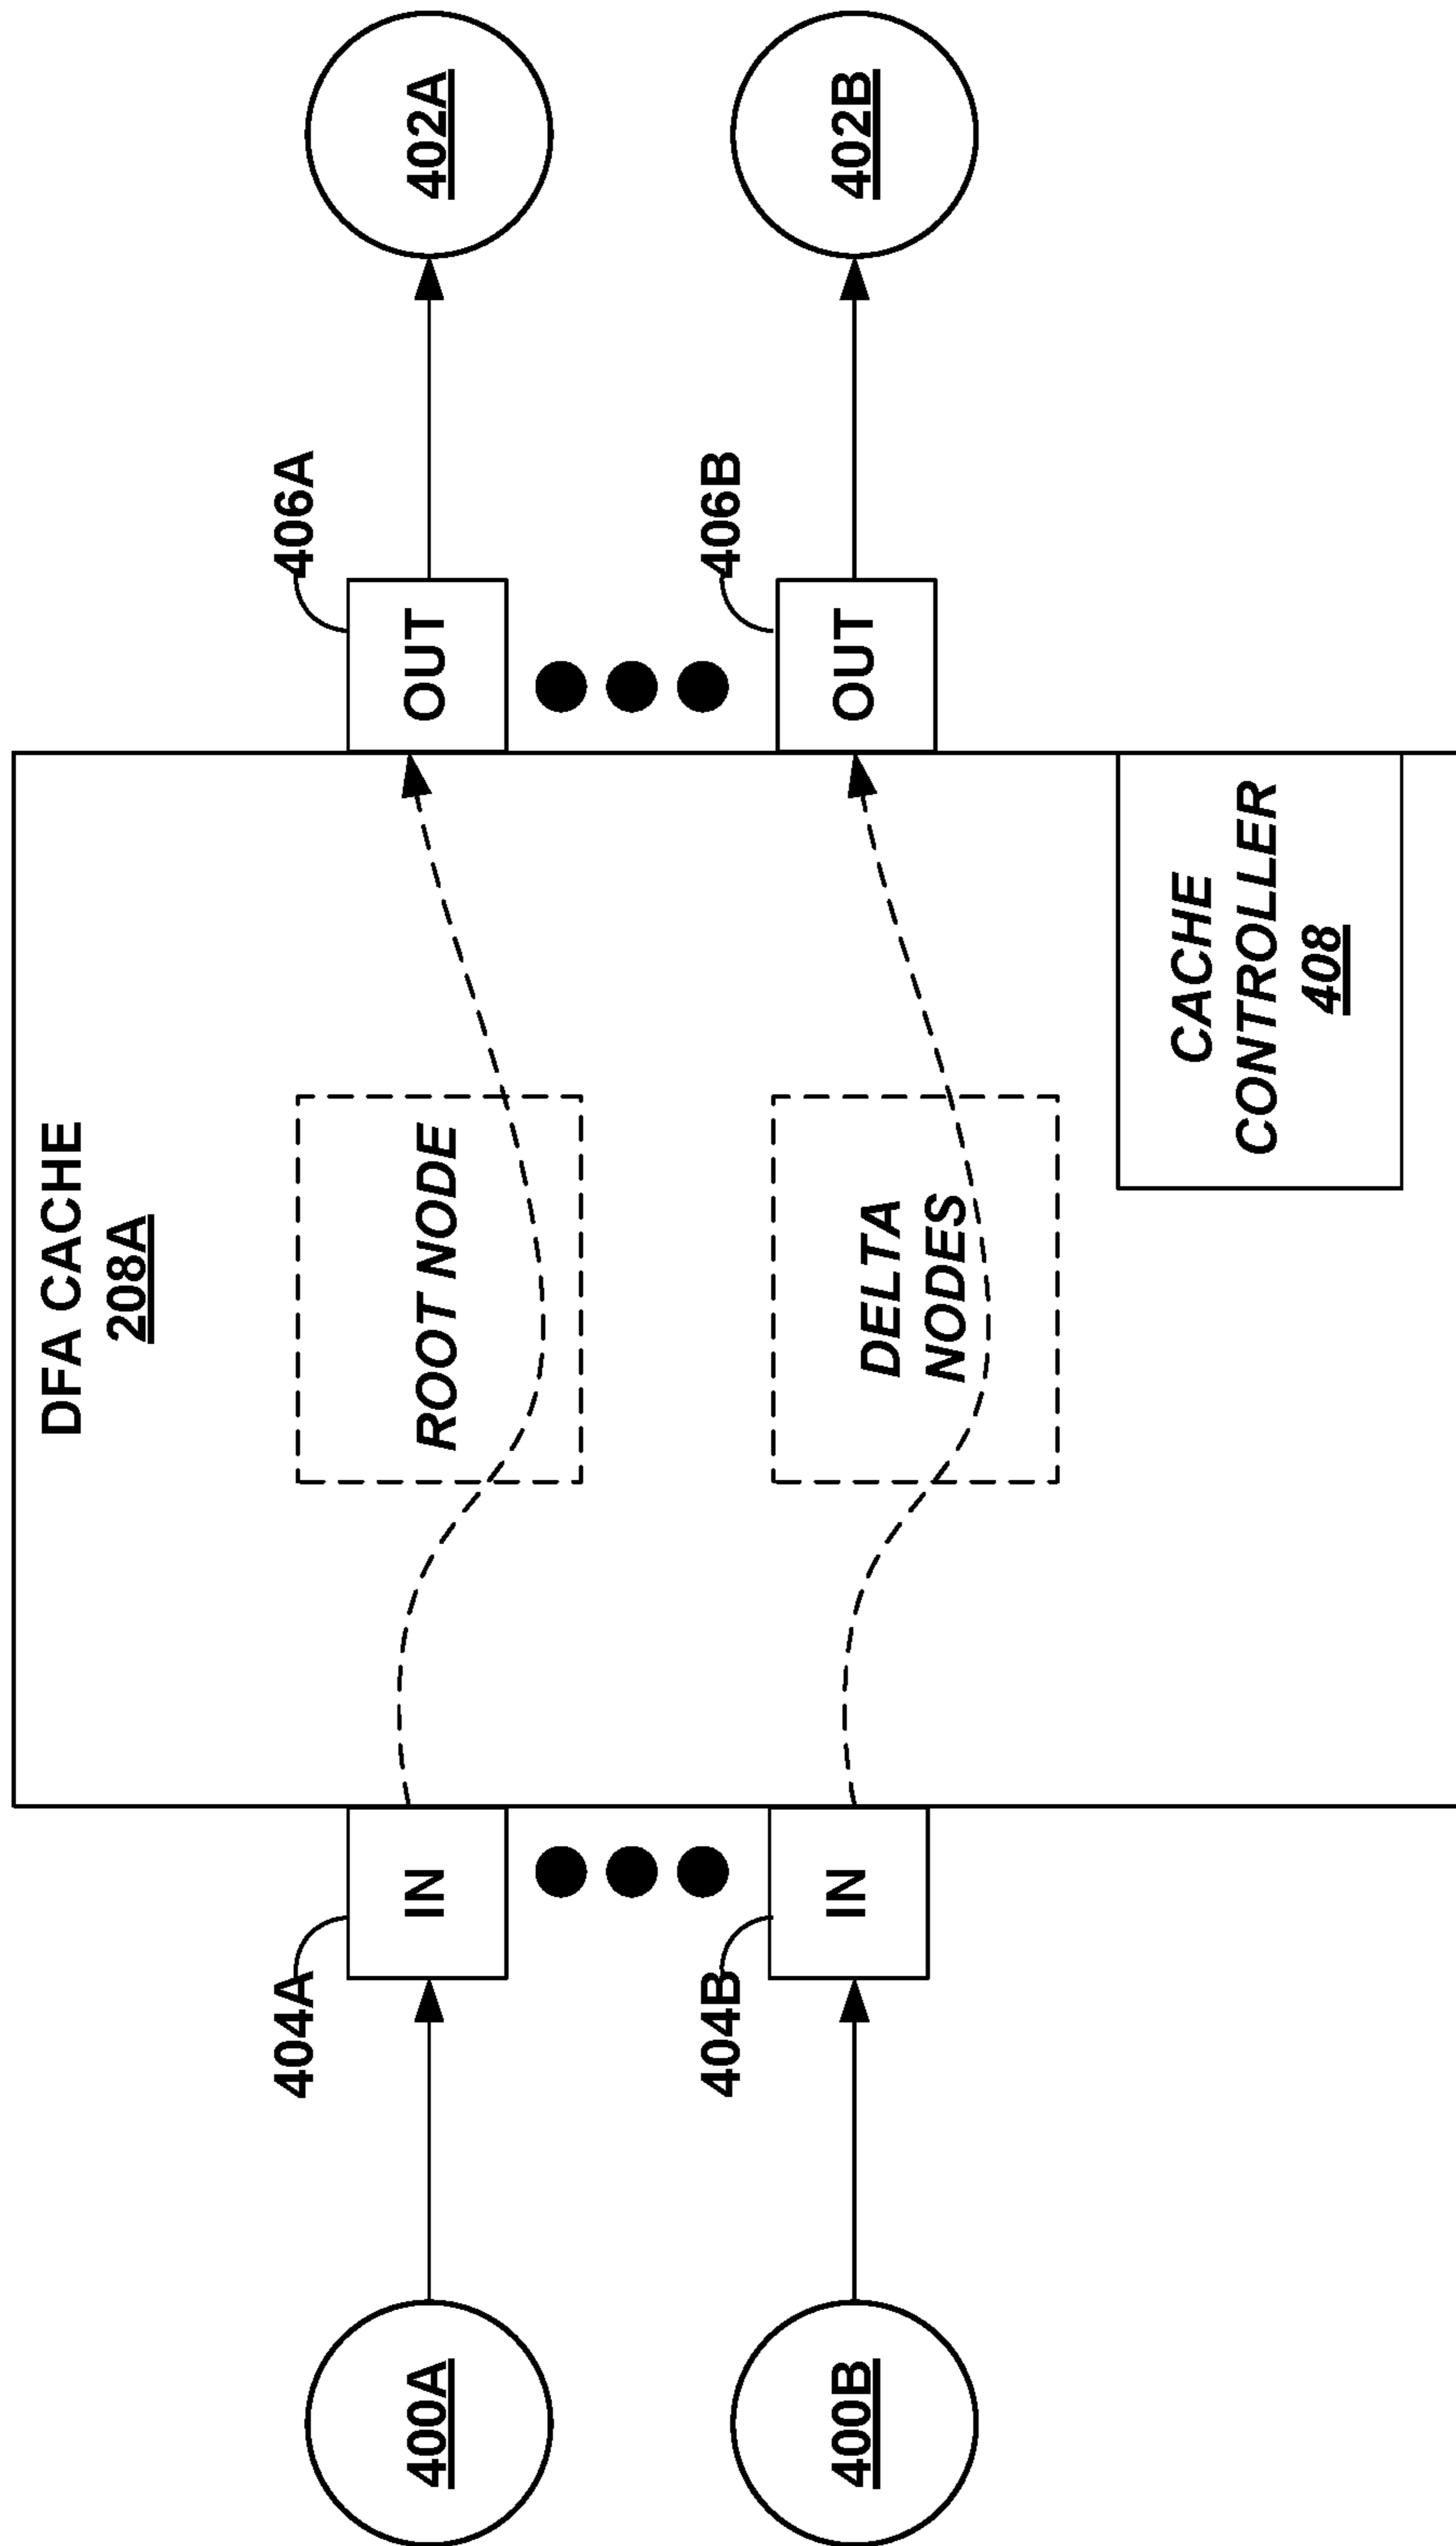 DFA CACHE
208A
404A
406A
400A
IN
ROOT NODE
OUT
402A
404B
406B
400B
IN
DELTA
NODES
OUT
402B
CACHE
CONTROLLER
408